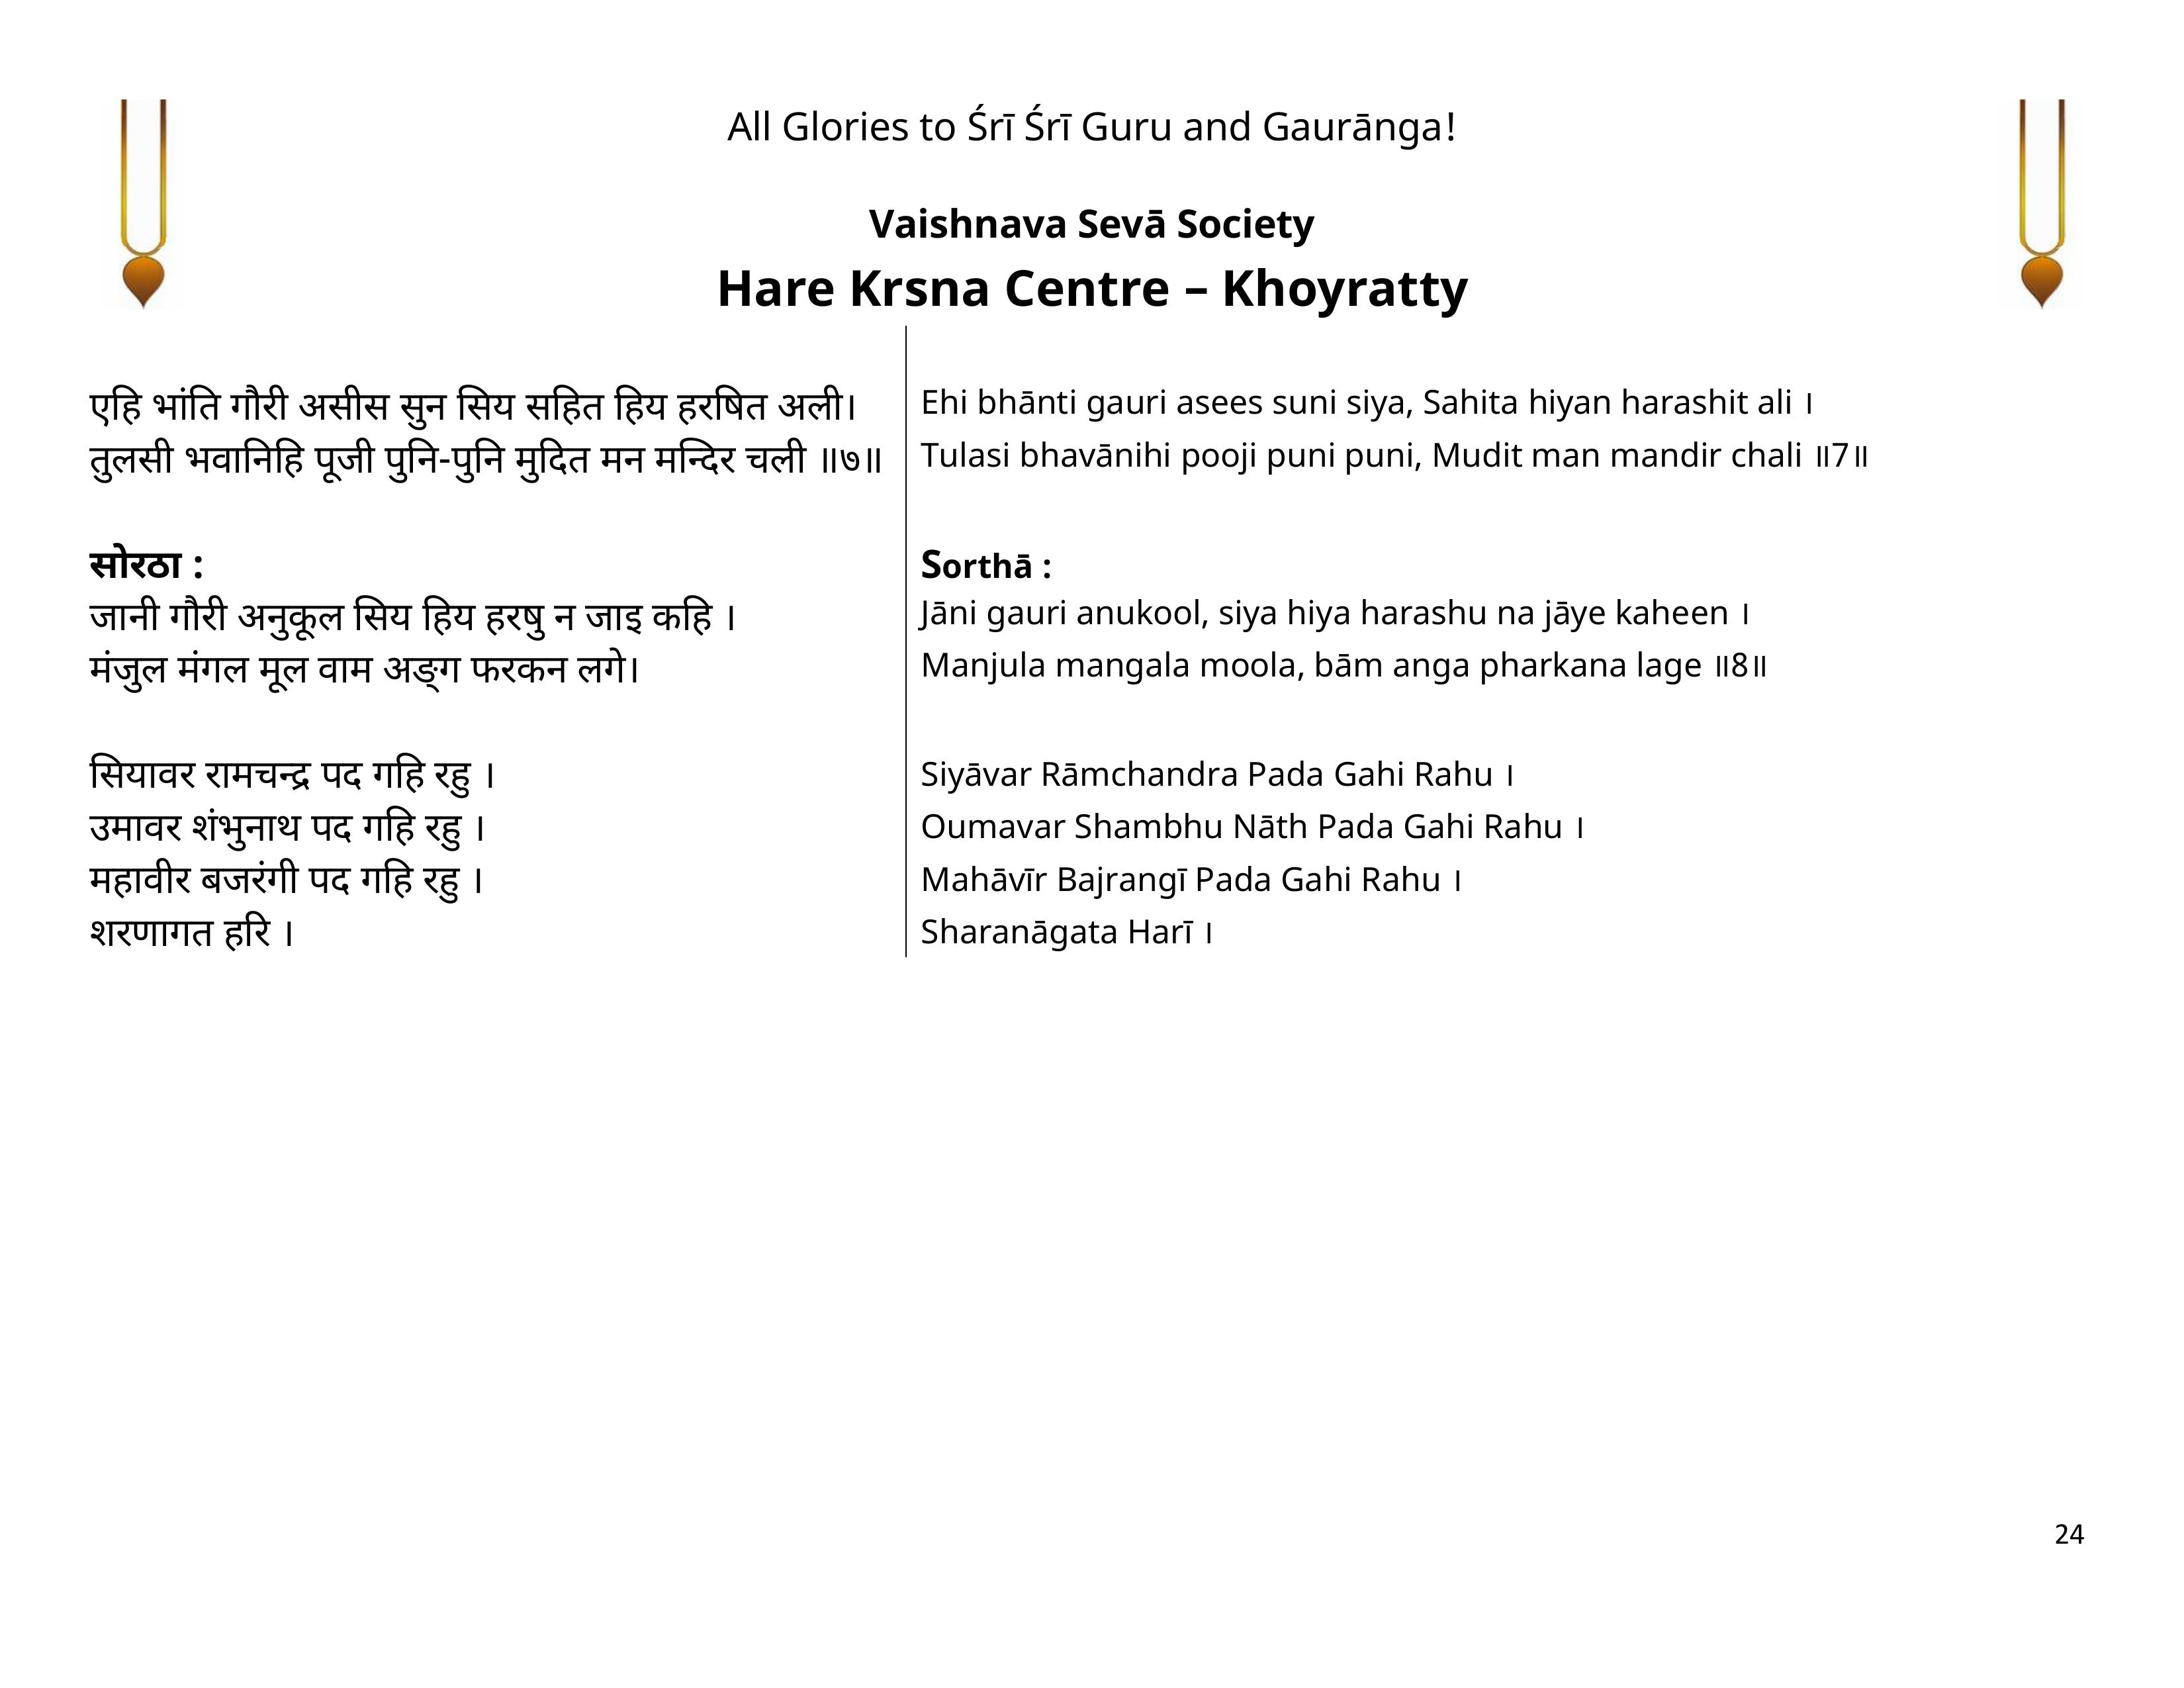 All Glories to Śrī Śrī Guru and Gaurānga!
Vaishnava Sevā Society
Hare Krsna Centre – Khoyratty
एहि भांति गौरी असीस सुन सिय सहित हिय हरषित अली।
तुलसी भवानिहि पूजी पुनि-पुनि मुदित मन मन्दिर चली ॥७॥
सोरठा :
जानी गौरी अनुकूल सिय हिय हरषु न जाइ कहि ।
मंजुल मंगल मूल वाम अङ्ग फरकन लगे।
सियावर रामचन्द्र पद गहि रहु ।
उमावर शंभुनाथ पद गहि रहु ।
महावीर बजरंगी पद गहि रहु ।
शरणागत हरि ।
Ehi bhānti gauri asees suni siya, Sahita hiyan harashit ali ।
Tulasi bhavānihi pooji puni puni, Mudit man mandir chali ॥7॥
Sorthā :
Jāni gauri anukool, siya hiya harashu na jāye kaheen ।
Manjula mangala moola, bām anga pharkana lage ॥8॥
Siyāvar Rāmchandra Pada Gahi Rahu ।
Oumavar Shambhu Nāth Pada Gahi Rahu ।
Mahāvīr Bajrangī Pada Gahi Rahu ।
Sharanāgata Harī ।
24